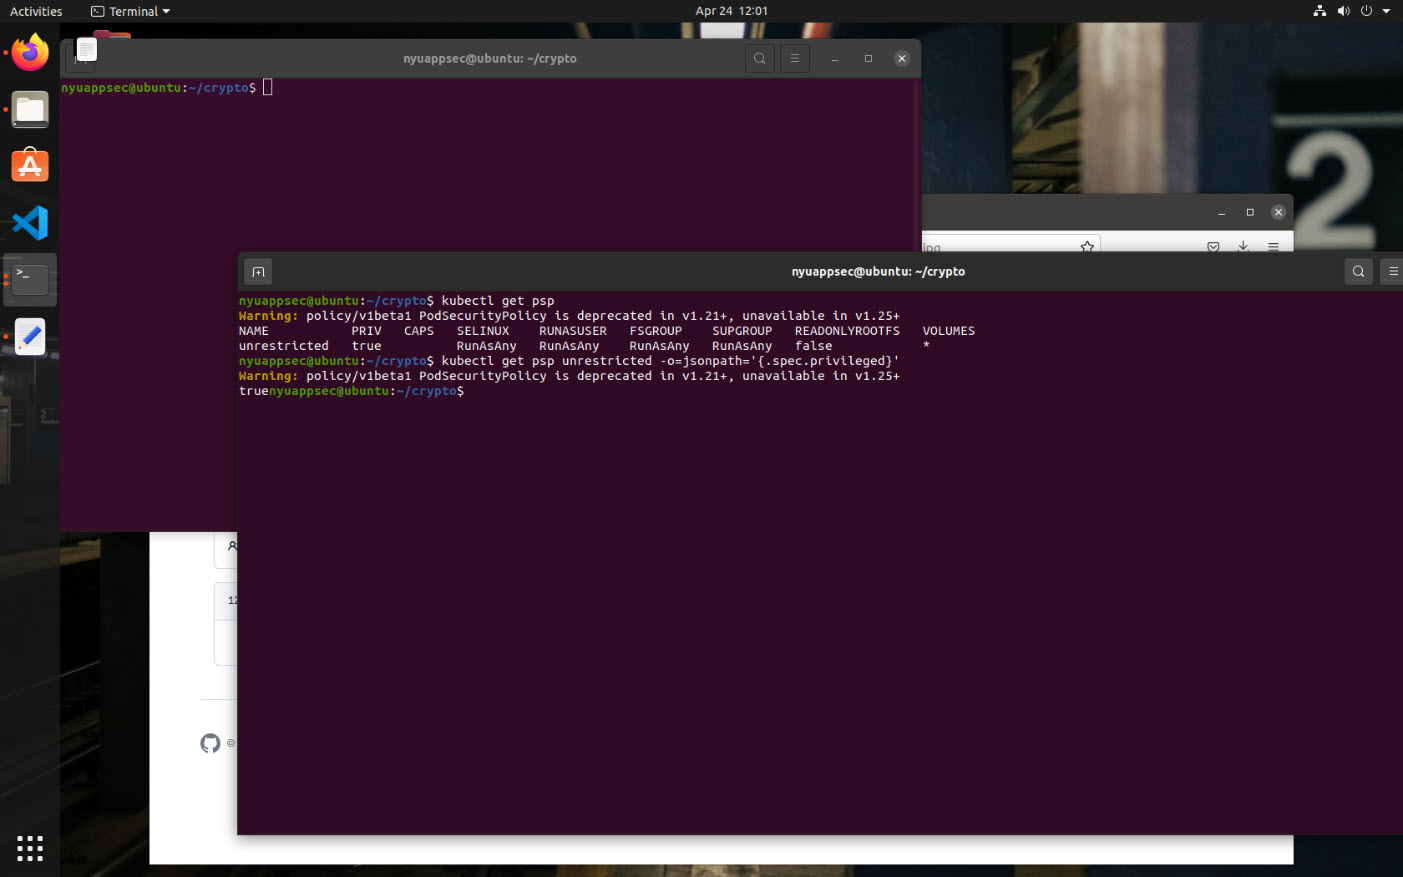 Activities Terminal Apr 24 12:01
nyuappsec@ubuntu: ~/crypto
nyuappsec@ubuntu:~/crypto$
2
jpg
nyuappsec@ubuntu: ~/crypto
nyuappsec@ubuntu:~/crypto$ kubectl get psp
Warning: policy/v1beta1 PodSecurityPolicy is deprecated in v1.21+, unavailable in v1.25+
NAME PRIV CAPS SELINUX RUNASUSER FSGROUP SUPGROUP READONLYROOTFS VOLUMES
unrestricted true RunAsAny RunAsAny RunAsAny RunAsAny false *
nyuappsec@ubuntu:~/crypto$ kubectl get psp unrestricted -o=jsonpath='{.spec.privileged}'
Warning: policy/v1beta1 PodSecurityPolicy is deprecated in v1.21+, unavailable in v1.25+
truenyuappsec@ubuntu:~/crypto$
2
12
©